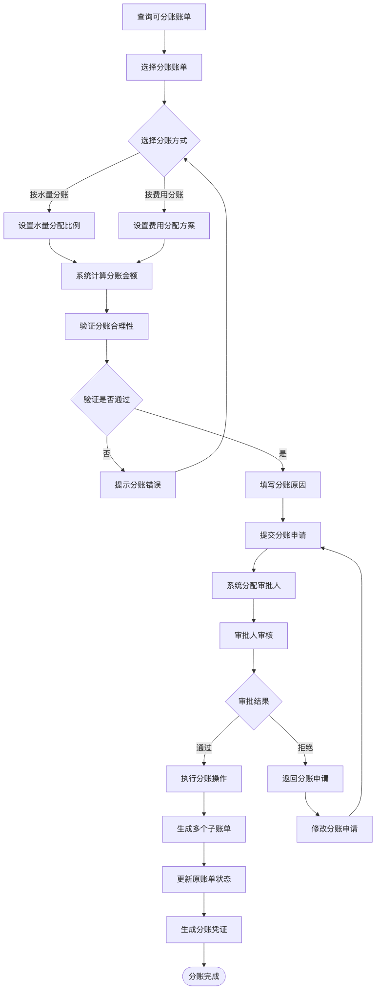 查询可分账账单
选择分账账单
选择分账方式
按水量分账
按费用分账
设置水量分配比例
设置费用分配方案
系统计算分账金额
验证分账合理性
验证是否通过
否
是
提示分账错误
填写分账原因
提交分账申请
系统分配审批人
审批人审核
审批结果
通过
拒绝
执行分账操作
返回分账申请
生成多个子账单
修改分账申请
更新原账单状态
生成分账凭证
分账完成